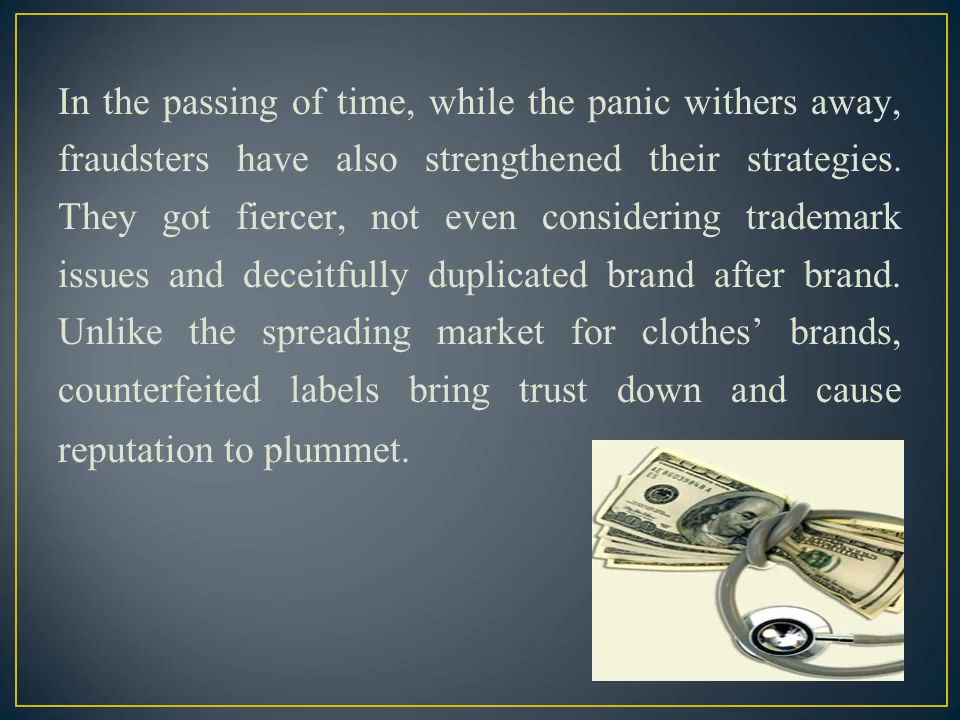 In the passing of time, while the panic withers away,
fraudsters have also strengthened their strategies.
They got fiercer, not even considering trademark
issues and deceitfully duplicated brand after brand.
Unlike the spreading market for clothes’ brands,
counterfeited labels bring trust down and cause
reputation to plummet.
100